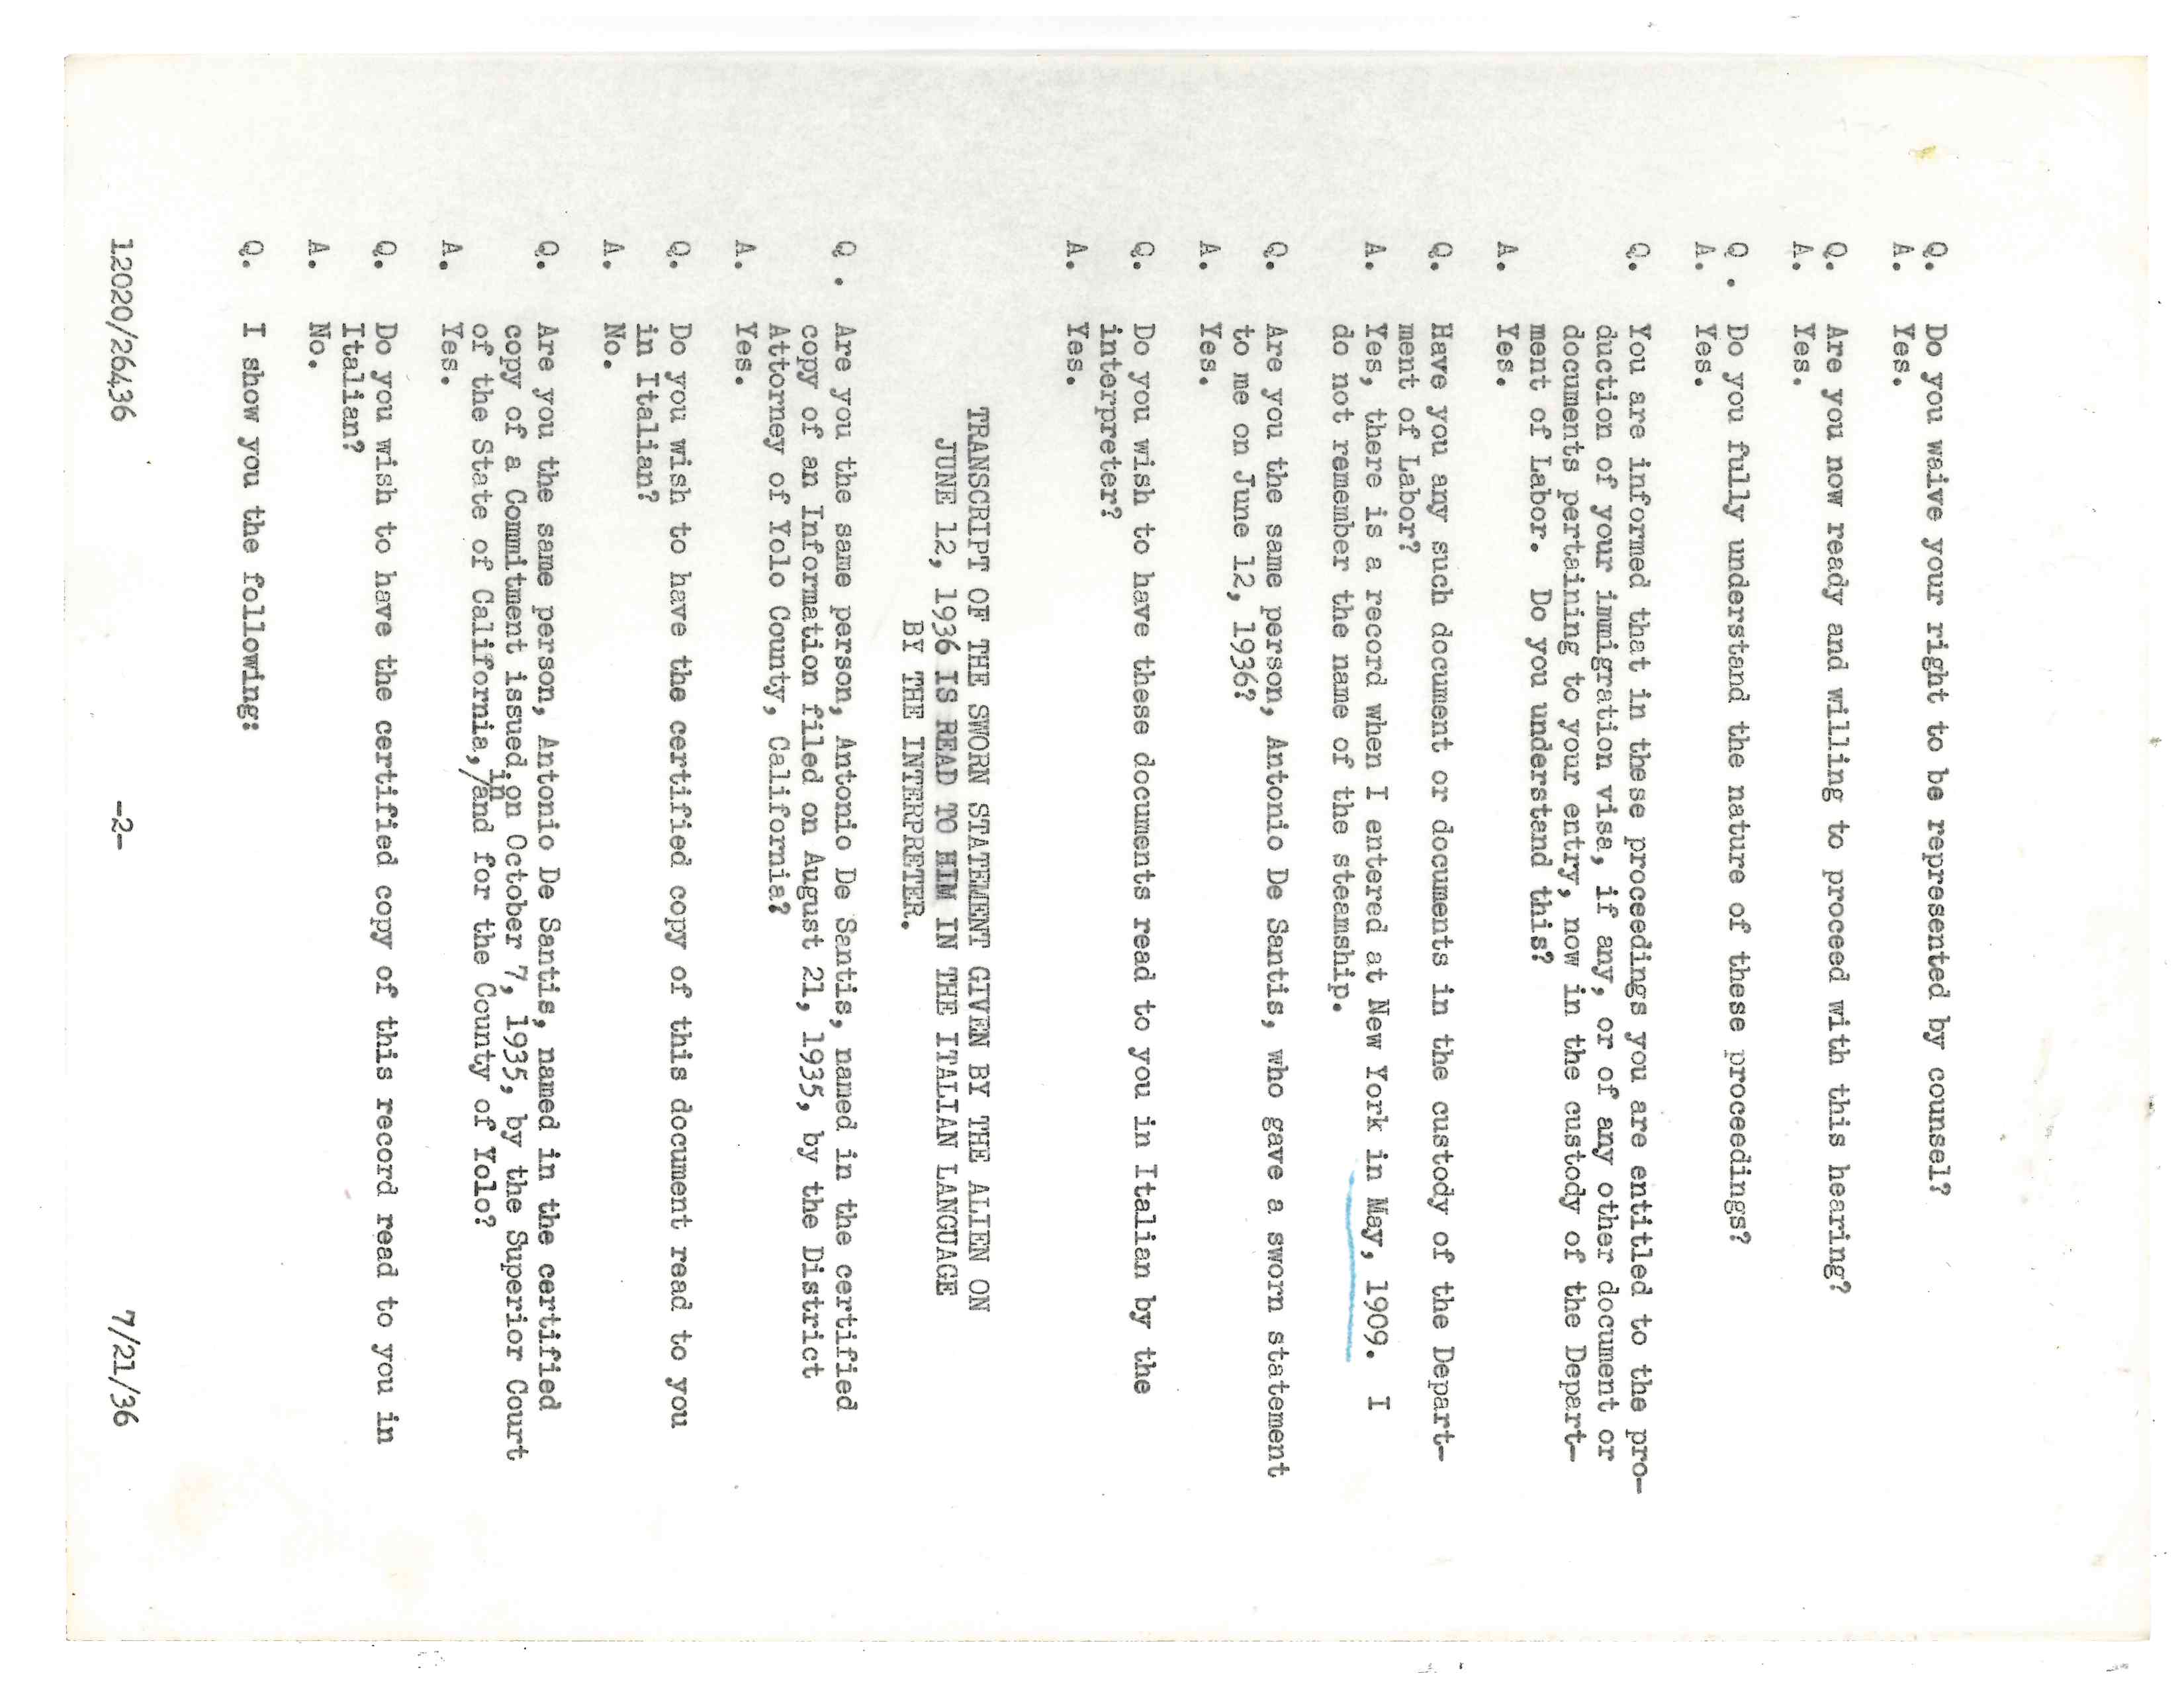 Q. Do you waive your right to be represented by counsel?
A. Yes.
Q. Are you now ready and willing to proceed with this hearing?
A. Yes.
Q . Do you fully understand the nature of these proceedings?
A. Yes.
Q. You are informed that in these proceedings you are entitled to the pro-
duction of your immigration visa, if any, or of any other document or
documents pertaining to your entry, now in the custody of the Depart-
ment of Labor. Do you understand this?
A. Yes.
Q. Have you any such document or documents in the custody of the Depart-
ment of Labor?
A. Yes, there is a record when I entered at New York in May, 1909. I
do not remember the name of the steamship.
Q. Are you the same person, Antonio De Santis, who gave a sworn statement
to me on June 12, 1936?
A. Yes.
Q. Do you wish to have these documents read to you in Italian by the
interpreter?
A. Yes.
TRANSCRIPT OF THE SWORN STATEMENT GIVEN BY THE ALIEN ON
JUNE 12, 1936 IS READ TO HIM IN THE ITALIAN LANGUAGE
BY THE INTERPRETER.
Q . Are you the same person, Antonio De Santis, named in the certified
copy of an Information filed on August 21, 1935, by the District
Attorney of Yolo County, California?
A. Yes.
Q. Do you wish to have the certified copy of this document read to you
in Italian?
A. No.
Q. Are you the same person, Antonio De Santis, named in the certified
copy of a Commitment issued on October 7, 1935, by the Superior Court
of the State of California, in /and for the County of Yolo?
A. Yes.
Q. Do you wish to have the certified copy of this record read to you in
Italian?
A. No.
Q. I show you the following:
12020/26436 -2- 7/21/36